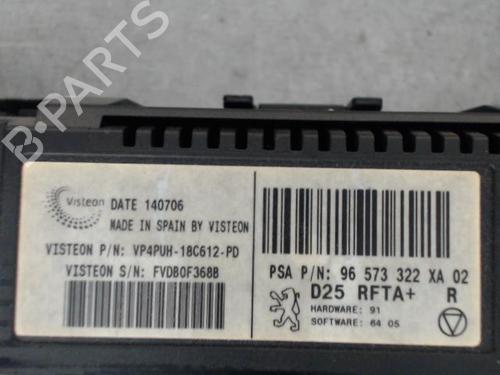 B-PARTS
Visteon
DATE 140706
MADE IN SPAIN BY VISTEON
VISTEON P/N: VP4PUH-18C612-PD
VISTEON S/N: FVDB0F368B
PSA P/N: 96 573 322 XA 02
D25 RFTA+ R
HARDWARE: 91
SOFTWARE: 64 05